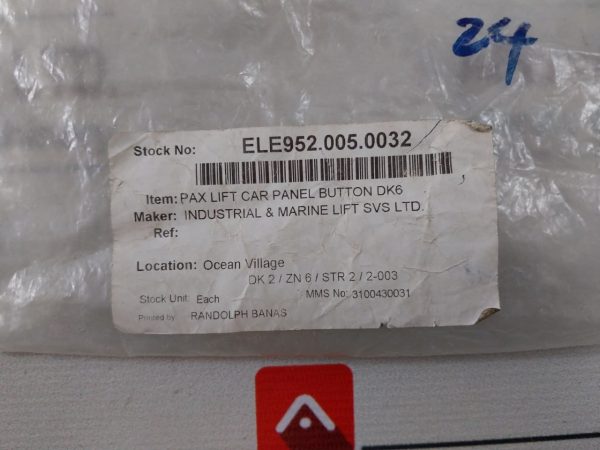 24
Stock No: ELE952.005.0032
Item: PAX LIFT CAR PANEL BUTTON DK6
Maker: INDUSTRIAL & MARINE LIFT SVS LTD.
Ref:
Location: Ocean Village
DK 2 / ZN 6 / STR 2 / 2-003
Stock Unit: Each MMS No: 3100430031
Printed by: RANDOLPH BANAS